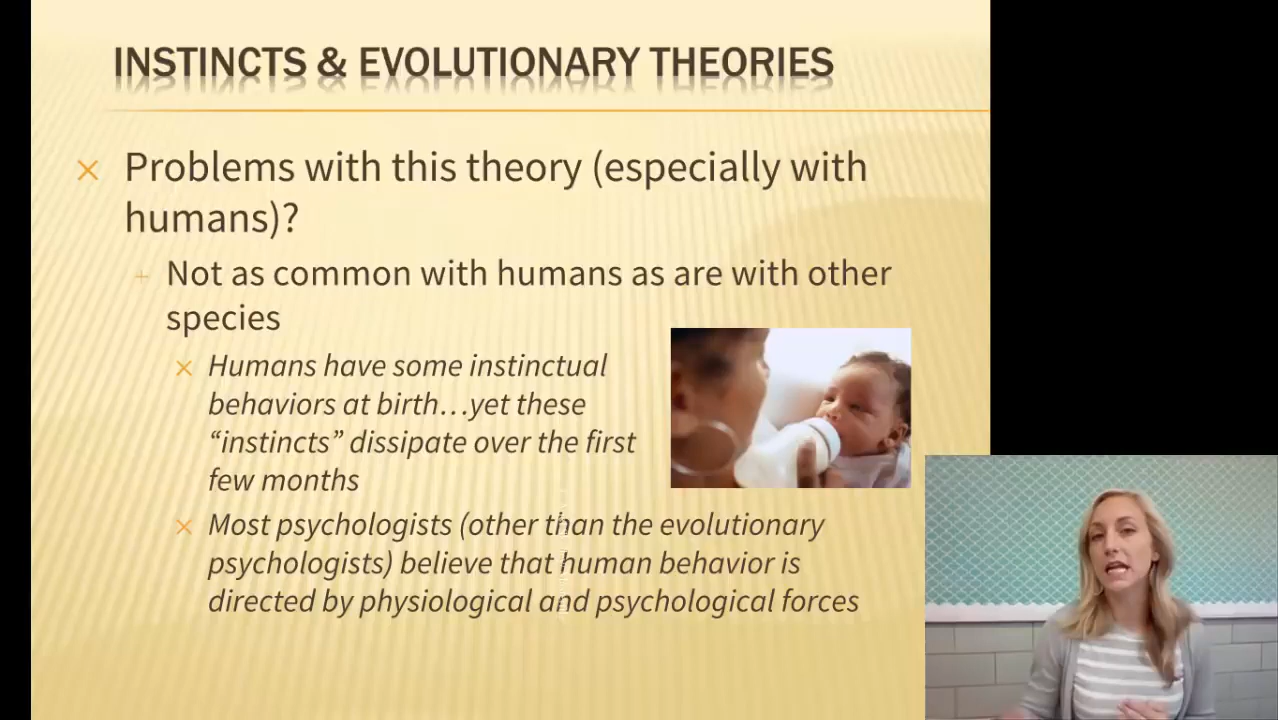 INSTINCTS & EVOLUTIONARY THEORIES
Problems with this theory (especially with
humans)?
Not as common with humans as are with other
species
Humans have some instinctual
behaviors at birth…yet these
“instincts” dissipate over the first
few months
Most psychologists (other than the evolutionary
psychologists) believe that human behavior is
directed by physiological and psychological forces